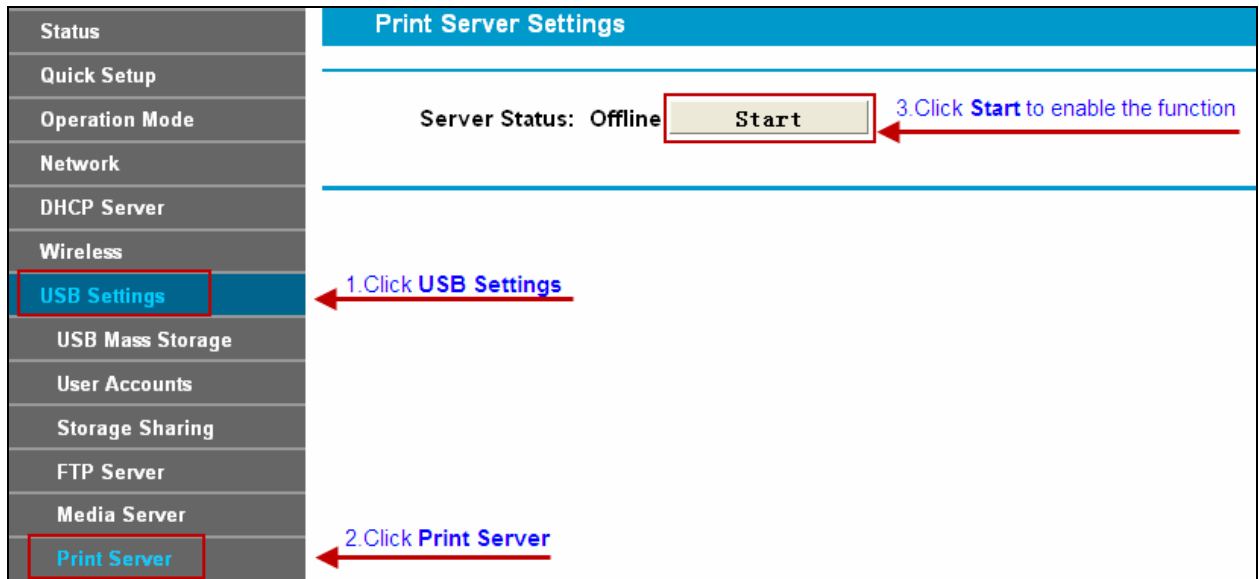 Status
Quick Setup
Operation Mode
Network
DHCP Server
Wireless
USB Settings
USB Mass Storage
User Accounts
Storage Sharing
FTP Server
Media Server
Print Server
Print Server Settings
Server Status: Offline Start
3.Click Start to enable the function
1.Click USB Settings
2.Click Print Server